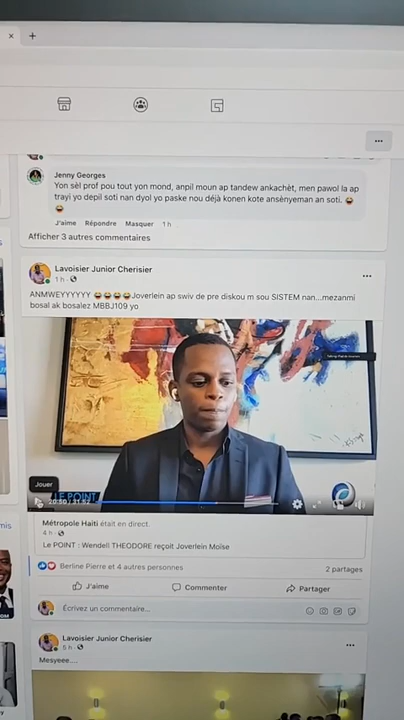 Jenny Georges
Yon sèl prof pou tout yon mond, anpil moun ap tandew ankachèt, men pawol la ap
trayi yo depil soti nan dyol yo paske nou déjà konen kote ansènyeman an soti. 😂
😂
J'aime Répondre Masquer 1 h
Afficher 3 autres commentaires
Lavoisier Junior Cherisier
1 h ·
ANMWEYYYYYY 😂😂😂😂Joverlein ap swiv de pre diskou m sou SISTEM nan...mezanmi
bosal ak bosalez MBBJ109 yo
Jouer
LE POINT
20:50 / 31:52
Métropole Haiti était en direct.
4 h ·
Le POINT : Wendell THEODORE reçoit Joverlein Moïse
Berline Pierre et 4 autres personnes
2 partages
J'aime
Commenter
Partager
Écrivez un commentaire...
Lavoisier Junior Cherisier
5 h ·
Mesyeee....